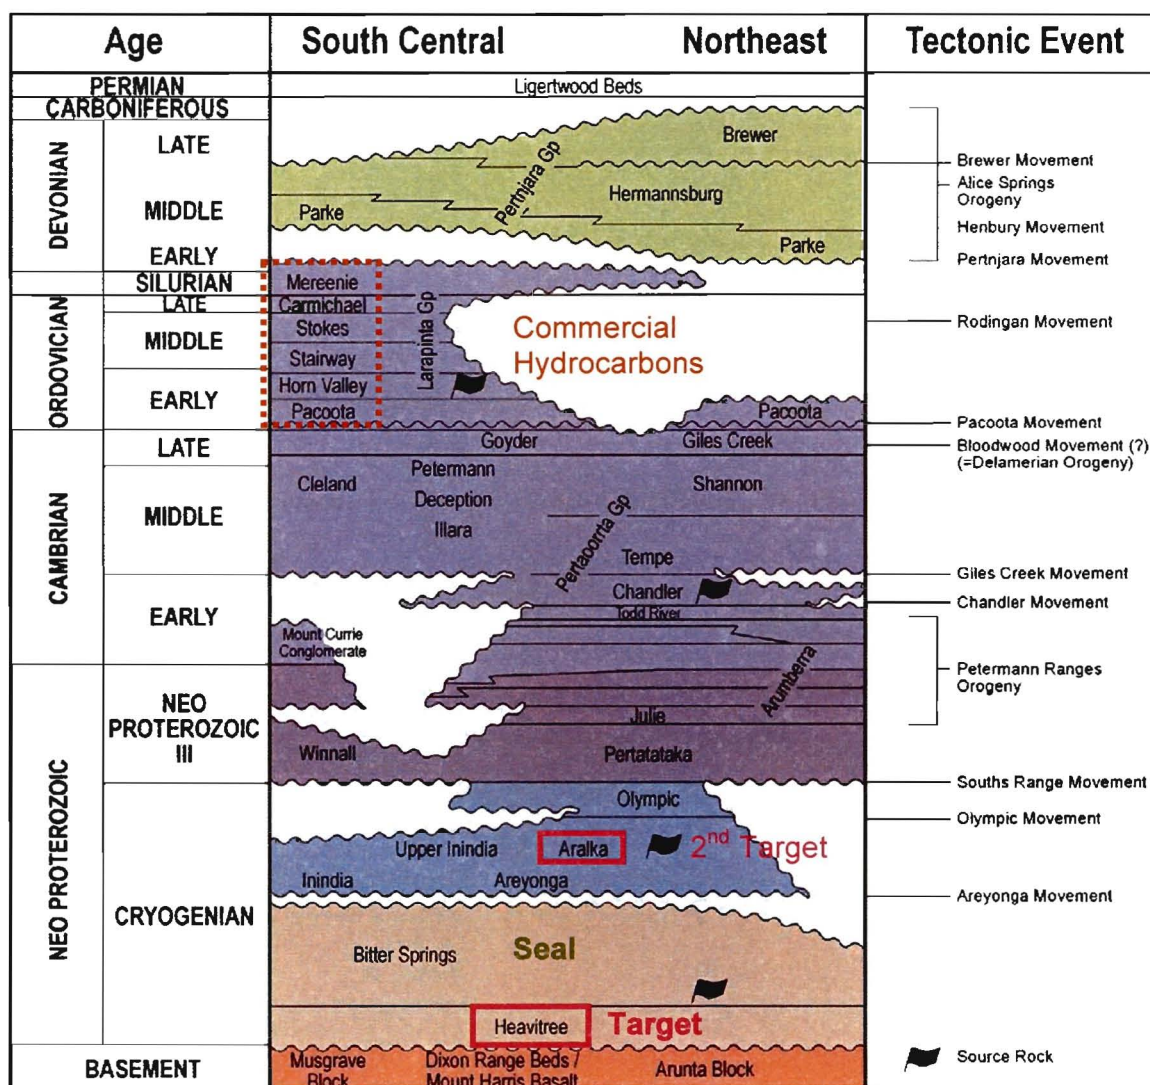 Age
South Central
Northeast
Tectonic Event
PERMIAN
Ligertwood Beds
CARBONIFEROUS
DEVONIAN
LATE
MIDDLE
EARLY
Brewer
Pertnjara Gp
Hermannsburg
Parke
Parke
Brewer Movement
Alice Springs
Orogeny
Henbury Movement
Pertnjara Movement
SILURIAN
Mereenie
ORDOVICIAN
LATE
Carmichael
MIDDLE
Stokes
Stairway
EARLY
Horn Valley
Pacoota
Larapinta Gp
Commercial
Hydrocarbons
Pacoota
Rodingan Movement
Pacoota Movement
CAMBRIAN
LATE
Goyder
Giles Creek
Bloodwood Movement (?)
(=Delamerian Orogeny)
MIDDLE
Cleland
Petermann
Deception
Illara
Shannon
Pertaoorrta Gp
Tempe
Giles Creek Movement
EARLY
Chandler
Chandler Movement
Todd River
Mount Currie
Conglomerate
Arumberra
Petermann Ranges
Orogeny
NEO PROTEROZOIC
NEO
PROTEROZOIC
III
Julie
Winnall
Pertatataka
Souths Range Movement
CRYOGENIAN
Olympic
Olympic Movement
Upper Inindia
Aralka
2nd Target
Inindia
Areyonga
Areyonga Movement
Bitter Springs
Seal
Heavitree
Target
BASEMENT
Musgrave
Block
Dixon Range Beds /
Mount Harris Basalt
Arunta Block
Source Rock